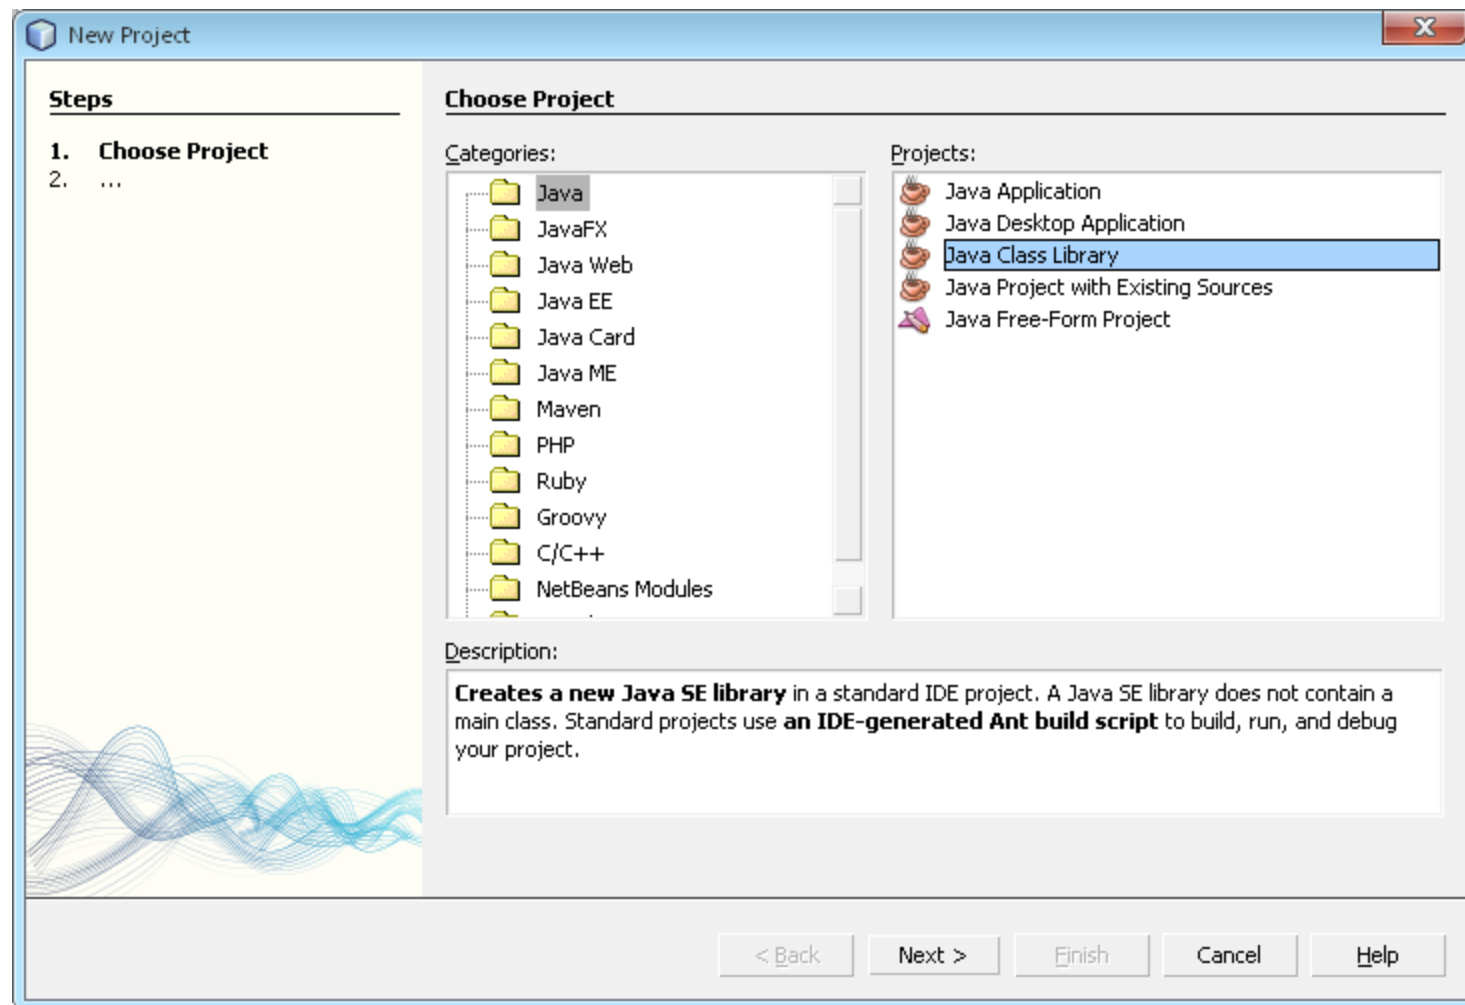 New Project
Steps
1. Choose Project
2. ...
Choose Project
Categories:
Java
JavaFX
Java Web
Java EE
Java Card
Java ME
Maven
PHP
Ruby
Groovy
C/C++
NetBeans Modules
Projects:
Java Application
Java Desktop Application
Java Class Library
Java Project with Existing Sources
Java Free-Form Project
Description:
Creates a new Java SE library in a standard IDE project. A Java SE library does not contain a
main class. Standard projects use an IDE-generated Ant build script to build, run, and debug
your project.
< Back
Next >
Finish
Cancel
Help